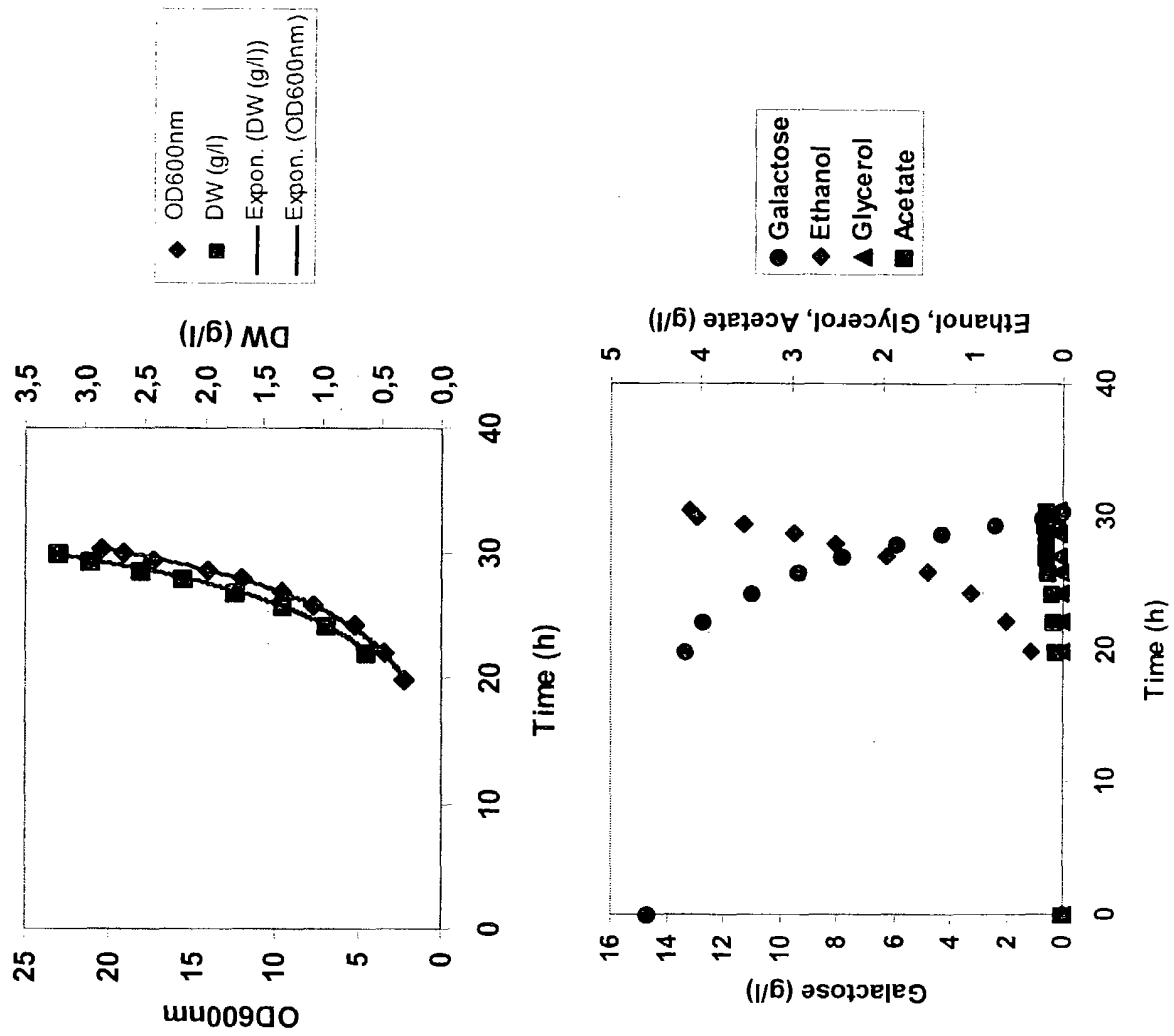 OD600nm
25
20
15
10
5
0
0
10
20
30
40
Time (h)
3,5
3,0
2,5
2,0
1,5
1,0
0,5
0,0
DW (g/l)
OD600nm
DW (g/l)
Expon. (DW (g/l))
Expon. (OD600nm)
Galactose (g/l)
16
14
12
10
8
6
4
2
0
0
10
20
30
40
Time (h)
5
4
3
2
1
0
Ethanol, Glycerol, Acetate (g/l)
Galactose
Ethanol
Glycerol
Acetate